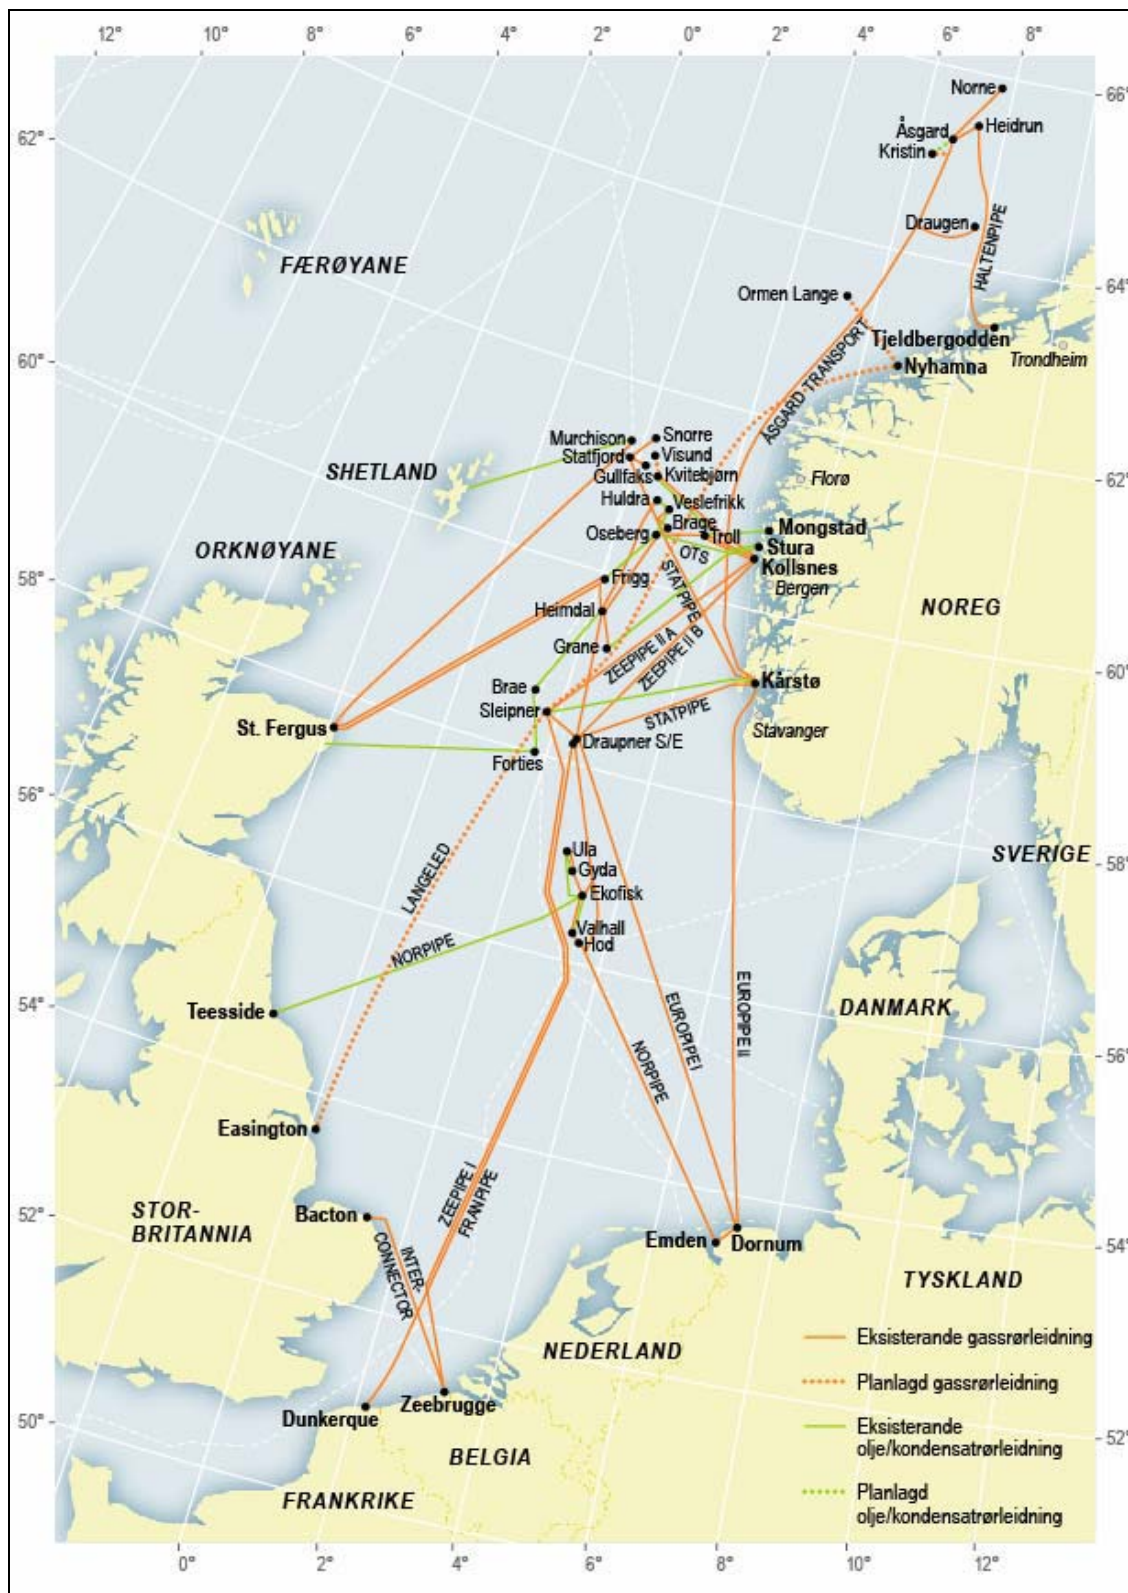 12° 10° 8° 6° 4° 2° 0° 2° 4° 6° 8°
66°
Norne
Heidrun
Åsgard
Kristin
62°
Draugen
HALTENPIPE
FÆRØYANE
Ormen Lange
64°
Tjeldbergodden
Trondheim
Nyhamna
60°
ÅSGARD TRANSPORT
Murchison
Snorre
Statfjord
Visund
SHETLAND
Gullfaks
Kvitebjørn
Florø
62°
Huldra
Veslefrikk
Brage
Mongstad
Oseberg
Troll
Stura
ORKNØYANE
OTS
Kollsnes
58°
Frigg
STATPIPE
Bergen
Heimdal
NOREG
Grane
ZEEPIPE II A
ZEEPIPE II B
60°
Brae
Kårstø
Sleipner
STATPIPE
St. Fergus
Stavanger
Draupner S/E
Forties
56°
Ula
SVERIGE
58°
Gyda
LANGELED
Ekofisk
Valhall
NORPIPE
Hod
54°
Teesside
DANMARK
EUROPIPE I
EUROPIPE II
NORPIPE
56°
Easington
ZEEPIPE I
FRANPIPE
STOR-
BRITANNIA
52°
Bacton
INTER-
CONNECTOR
Emden
Dornum
54°
TYSKLAND
Eksisterande gassrørleidning
NEDERLAND
Planlagd gassrørleidning
Zeebrugge
Dunkerque
50°
Eksisterande
olje/kondensatrørleidning
52°
BELGIA
FRANKRIKE
Planlagd
olje/kondensatrørleidning
0° 2° 4° 6° 8° 10° 12°